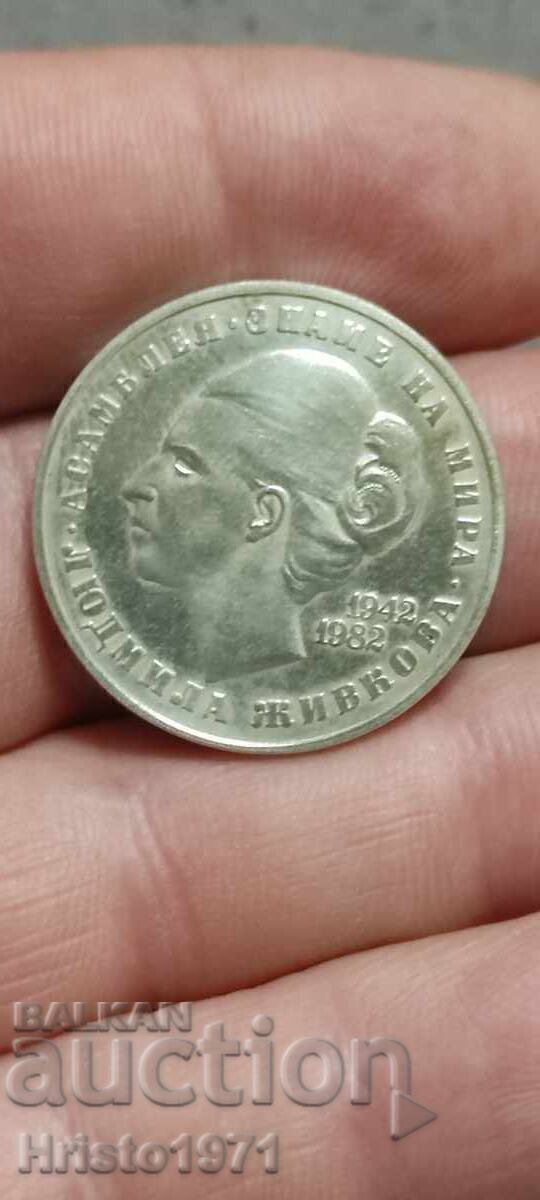 АСАМБЛЕЯ · ЗНАМЕ НА МИРА ·
ЛЮДМИЛА ЖИВКОВА
1942
1982
BALKAN
auction
Hristo1971